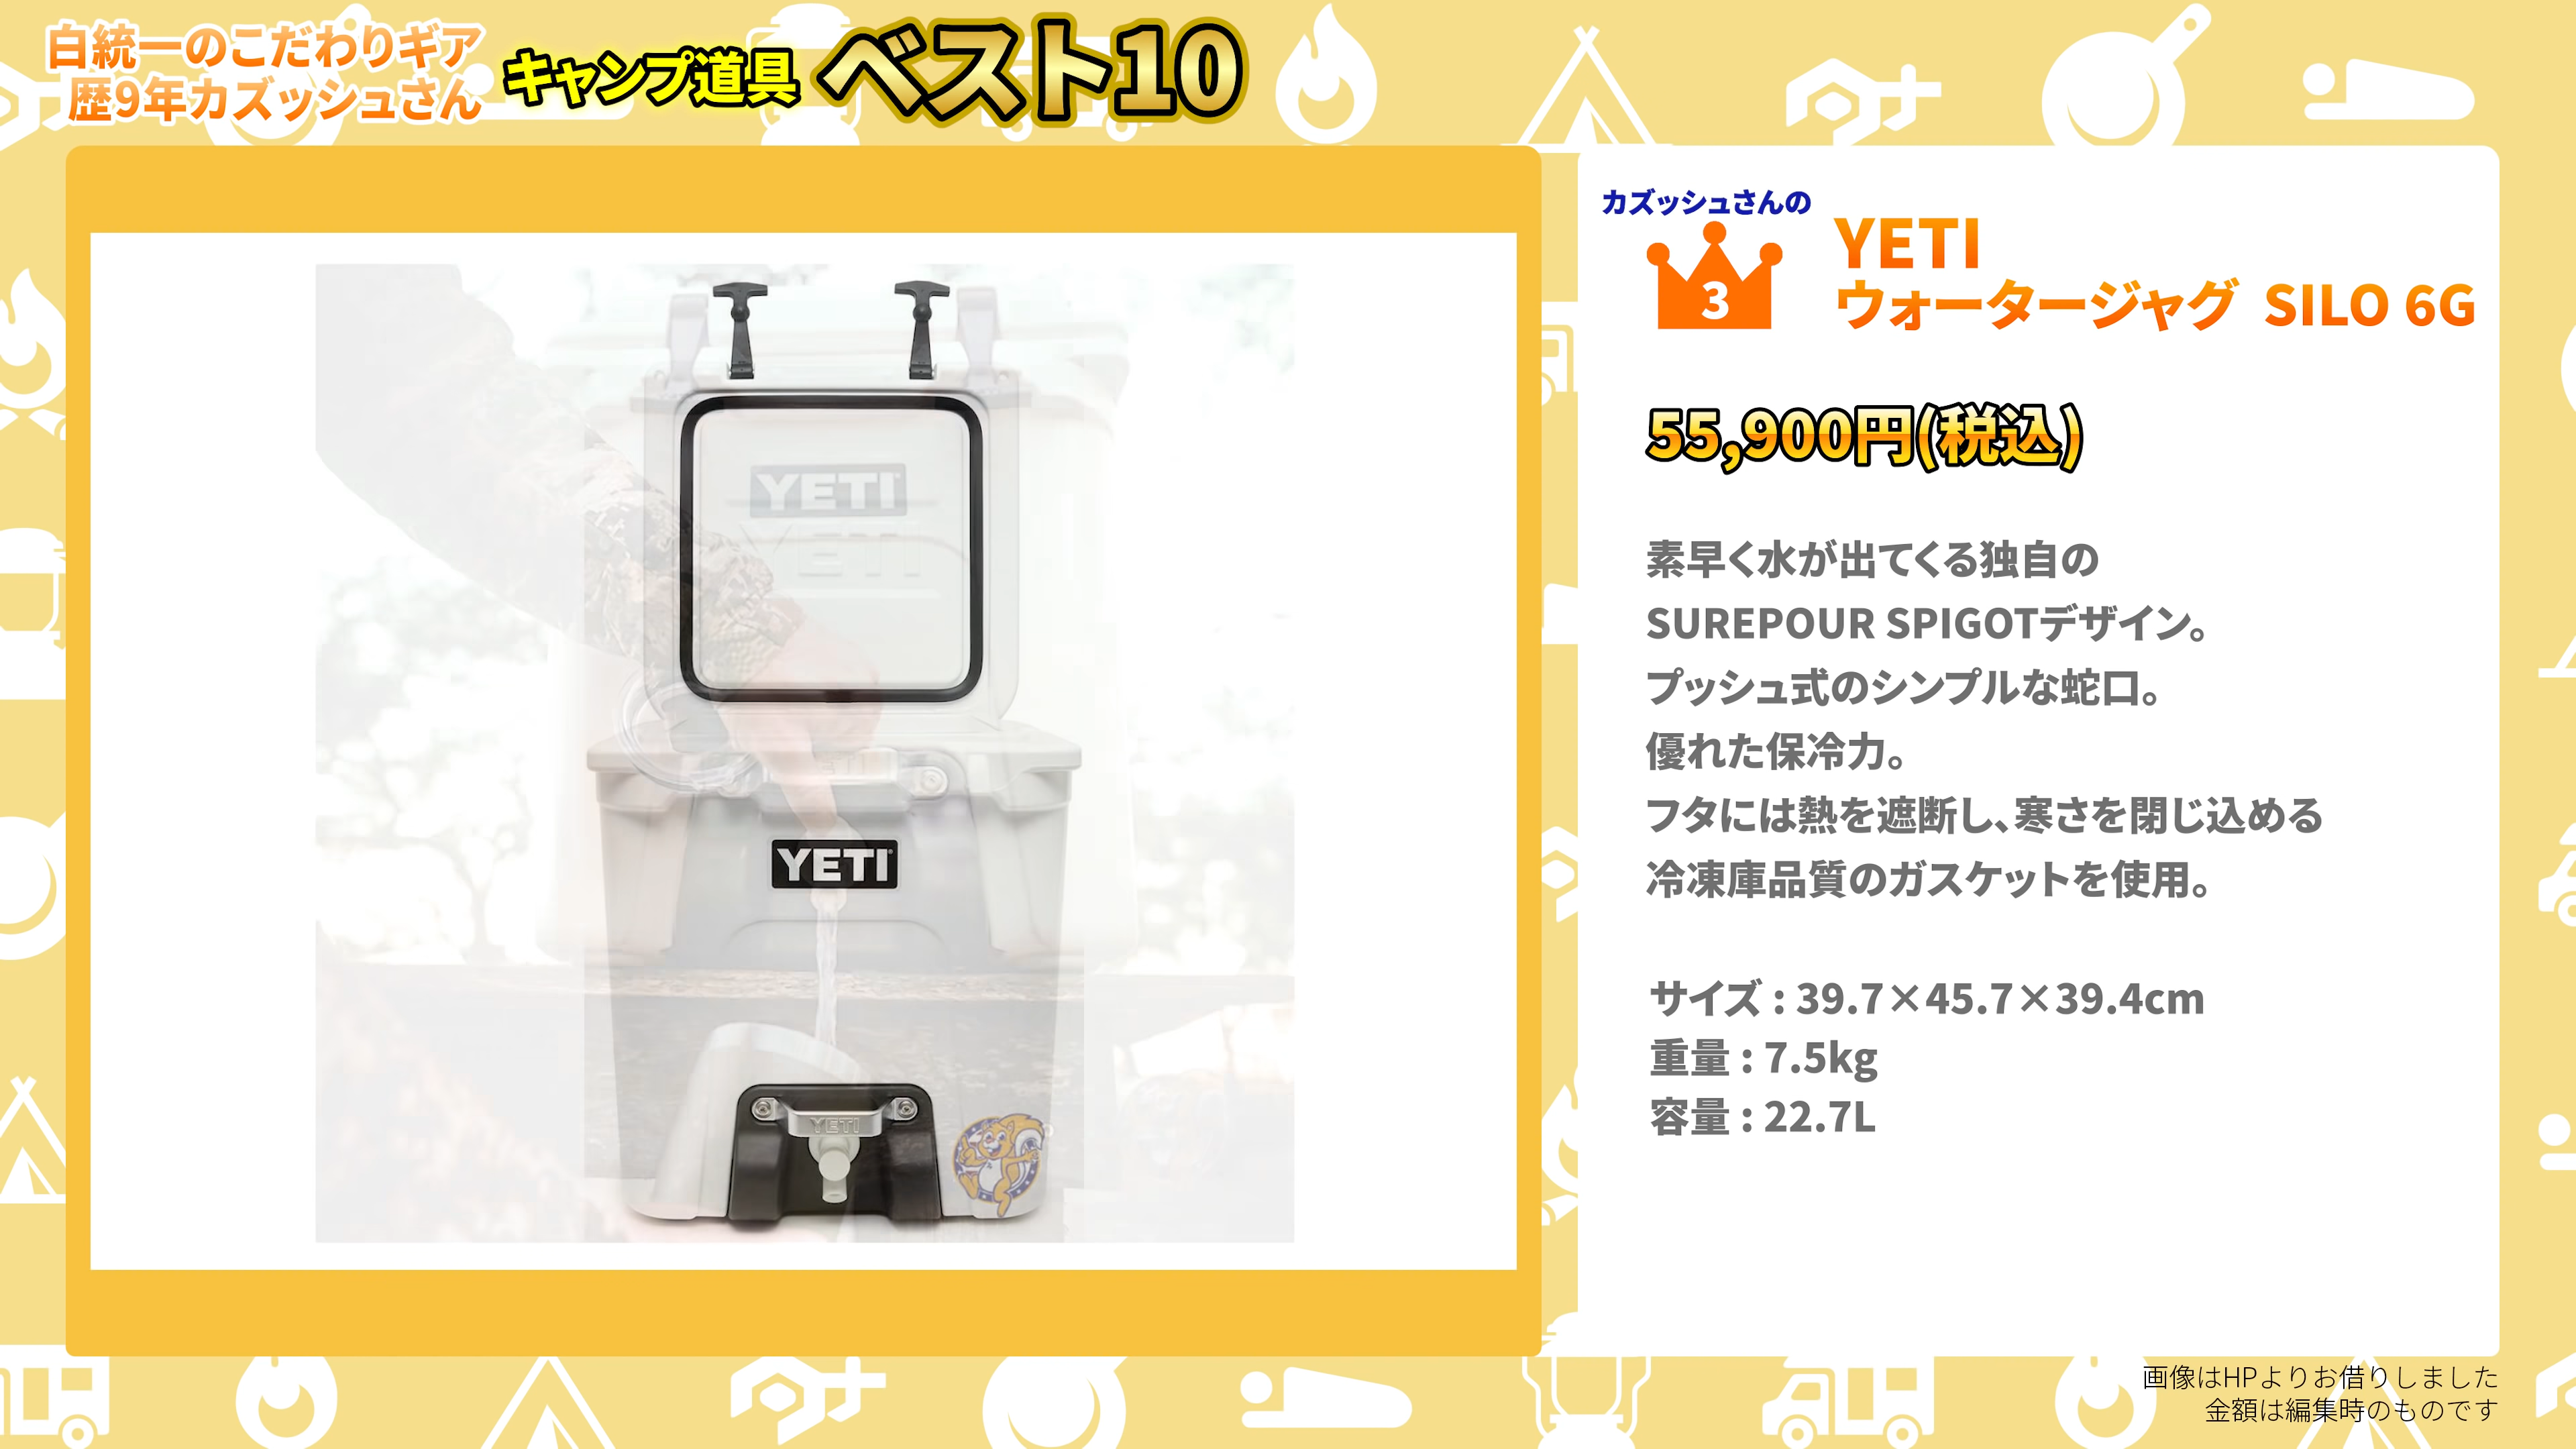 白統一のこだわりギア
歴9年カズッシュさん
キャンプ道具 ベスト10
カズッシュさんの
3
YETI
ウォータージャグ SILO 6G
55,900円(税込)
素早く水が出てくる独自の
SUREPOUR SPIGOTデザイン。
プッシュ式のシンプルな蛇口。
優れた保冷力。
フタには熱を遮断し、寒さを閉じ込める
冷凍庫品質のガスケットを使用。
サイズ : 39.7×45.7×39.4cm
重量 : 7.5kg
容量 : 22.7L
YETI
YETI
YETI
YETI
画像はHPよりお借りしました
金額は編集時のものです